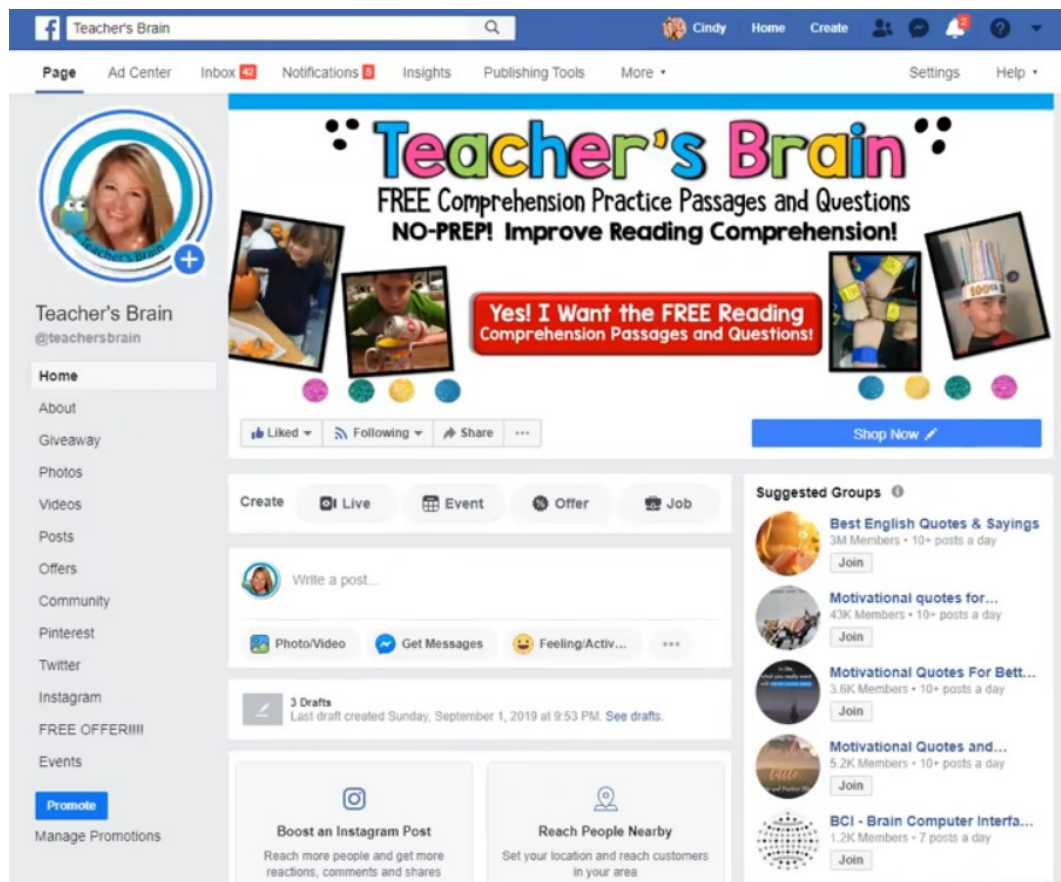 Teacher's Brain
Cindy Home Create 2
Page Ad Center Inbox 42 Notifications 5 Insights Publishing Tools More Settings Help
Teacher's Brain
Teacher's Brain
@teachersbrain
Home
About
Giveaway
Photos
Videos
Posts
Offers
Community
Pinterest
Twitter
Instagram
FREE OFFER!!!!
Events
Promote
Manage Promotions
Teacher's Brain
FREE Comprehension Practice Passages and Questions
NO-PREP! Improve Reading Comprehension!
100th
Yes! I Want the FREE Reading
Comprehension Passages and Questions!
Liked Following Share ...
Shop Now
Create Live Event Offer Job
Write a post...
Photo/Video Get Messages Feeling/Activ... ...
3 Drafts
Last draft created Sunday, September 1, 2019 at 9:53 PM. See drafts.
Boost an Instagram Post
Reach more people and get more
reactions, comments and shares
Reach People Nearby
Set your location and reach customers
in your area
Suggested Groups
Best English Quotes & Sayings
3M Members • 10+ posts a day
Join
Motivational quotes for...
43K Members • 10+ posts a day
Join
Motivational Quotes For Bett...
3.6K Members • 10+ posts a day
Join
Motivational Quotes and...
5.2K Members • 10+ posts a day
Join
BCI - Brain Computer Interfa...
1.2K Members • 7 posts a day
Join